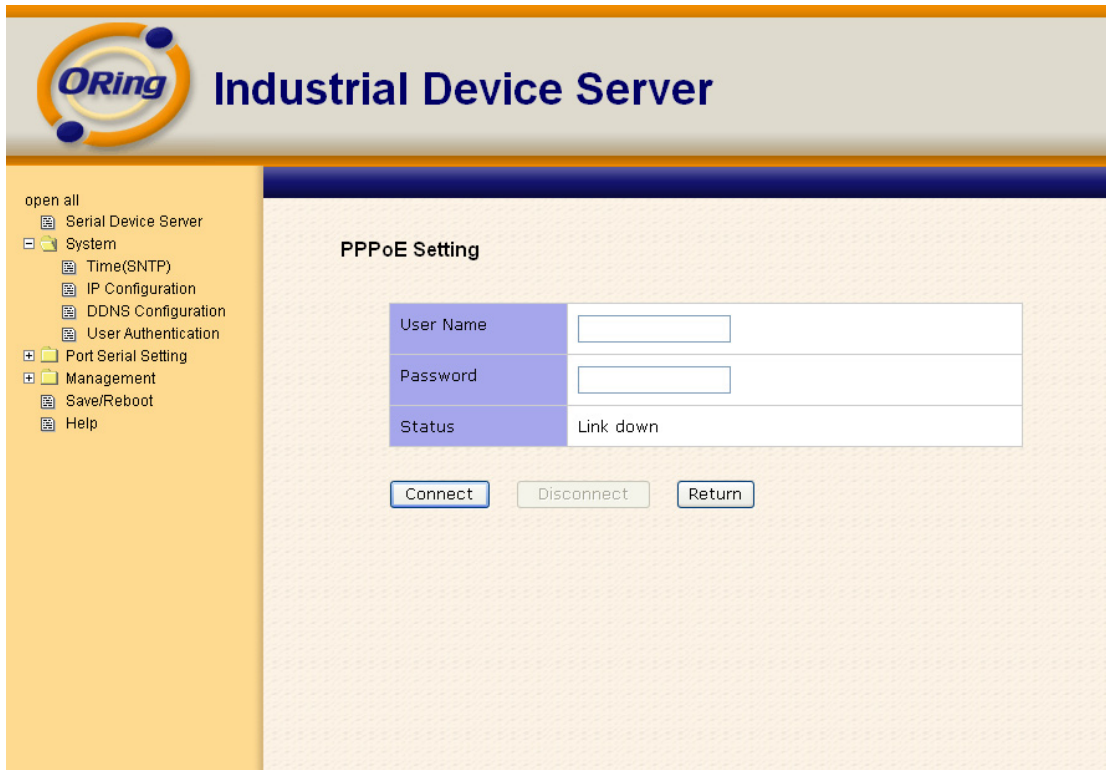 ORing
Industrial Device Server
open all
Serial Device Server
System
Time(SNTP)
IP Configuration
DDNS Configuration
User Authentication
Port Serial Setting
Management
Save/Reboot
Help
PPPoE Setting
User Name
Password
Status Link down
Connect Disconnect Return